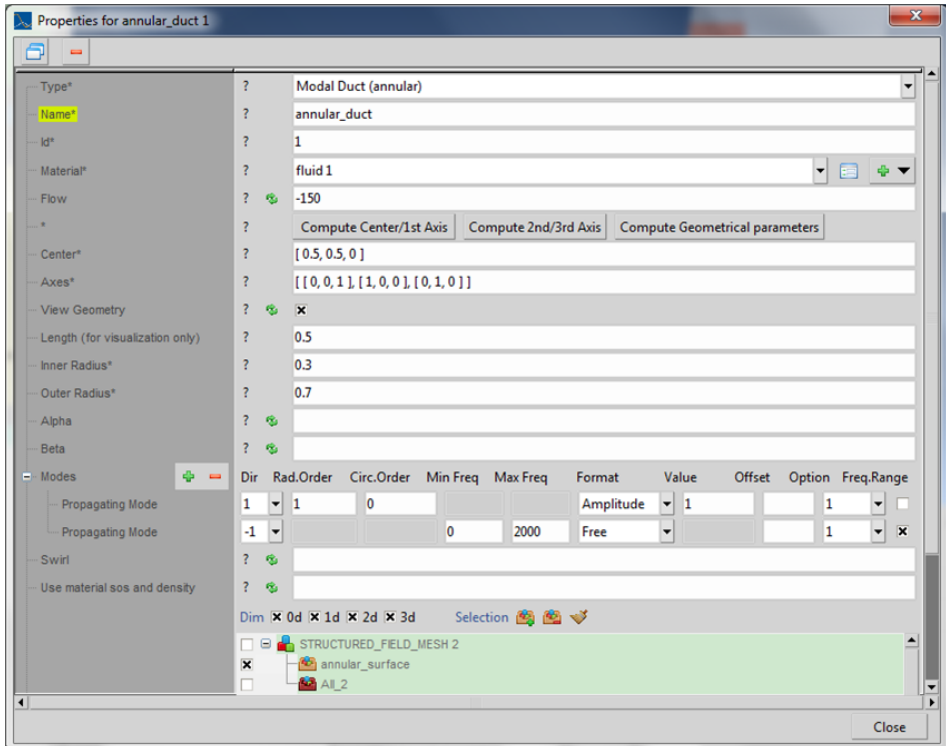 Properties for annular_duct 1
Type* ? Modal Duct (annular)
Name* ? annular_duct
Id* ? 1
Material* ? fluid 1
Flow ? -150
* ? Compute Center/1st Axis Compute 2nd/3rd Axis Compute Geometrical parameters
Center* ? [ 0.5, 0.5, 0 ]
Axes* ? [ [ 0, 0, 1 ], [ 1, 0, 0 ], [ 0, 1, 0 ] ]
View Geometry ?
Length (for visualization only) ? 0.5
Inner Radius* ? 0.3
Outer Radius* ? 0.7
Alpha ?
Beta ?
Modes Dir Rad.Order Circ.Order Min Freq Max Freq Format Value Offset Option Freq.Range
Propagating Mode 1 1 0 Amplitude 1 1
Propagating Mode -1 0 2000 Free 1
Swirl ?
Use material sos and density ?
Dim 0d 1d 2d 3d Selection
STRUCTURED_FIELD_MESH 2
annular_surface
All_2
Close